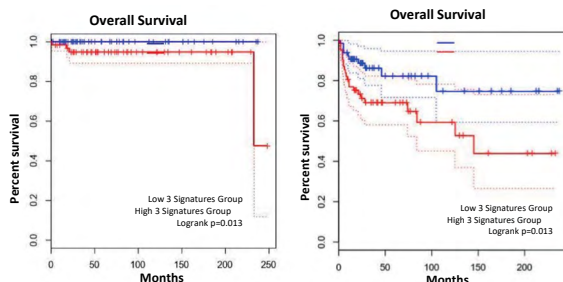 Overall Survival
Percent survival
1.0
0.8
0.6
0.4
0.2
0.0
Low 3 Signatures Group
High 3 Signatures Group
Logrank p=0.013
0 50 100 150 200 250
Months
Overall Survival
Percent survival
1.0
0.8
0.6
0.4
0.2
0.0
Low 3 Signatures Group
High 3 Signatures Group
Logrank p=0.013
0 50 100 150 200
Months